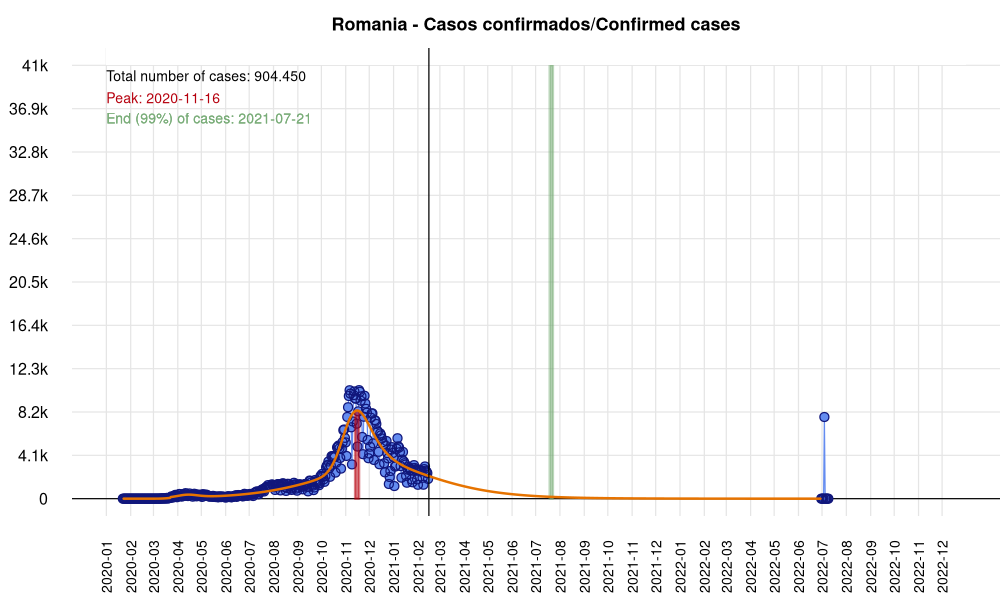 Romania - Casos confirmados/Confirmed cases
Total number of cases: 904.450
Peak: 2020-11-16
End (99%) of cases: 2021-07-21
41k
36.9k
32.8k
28.7k
24.6k
20.5k
16.4k
12.3k
8.2k
4.1k
0
2020-01
2020-02
2020-03
2020-04
2020-05
2020-06
2020-07
2020-08
2020-09
2020-10
2020-11
2020-12
2021-01
2021-02
2021-03
2021-04
2021-05
2021-06
2021-07
2021-08
2021-09
2021-10
2021-11
2021-12
2022-01
2022-02
2022-03
2022-04
2022-05
2022-06
2022-07
2022-08
2022-09
2022-10
2022-11
2022-12